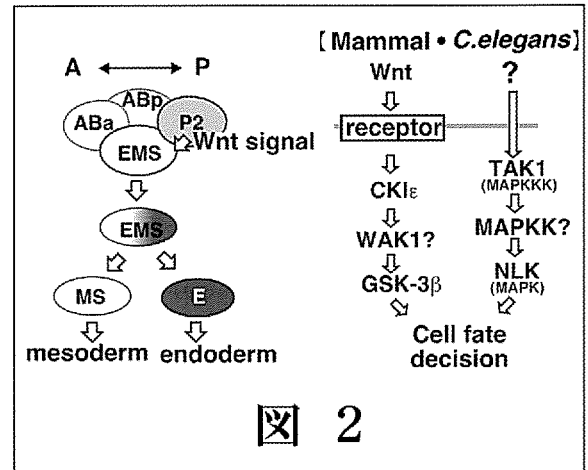 [ Mammal • C.elegans ]
A P
ABa
ABp
P2
EMS
Wnt signal
EMS
MS
E
mesoderm
endoderm
Wnt
receptor
CKIε
WAK1?
GSK-3β
?
TAK1
(MAPKKK)
MAPKK?
NLK
(MAPK)
Cell fate
decision
図 2